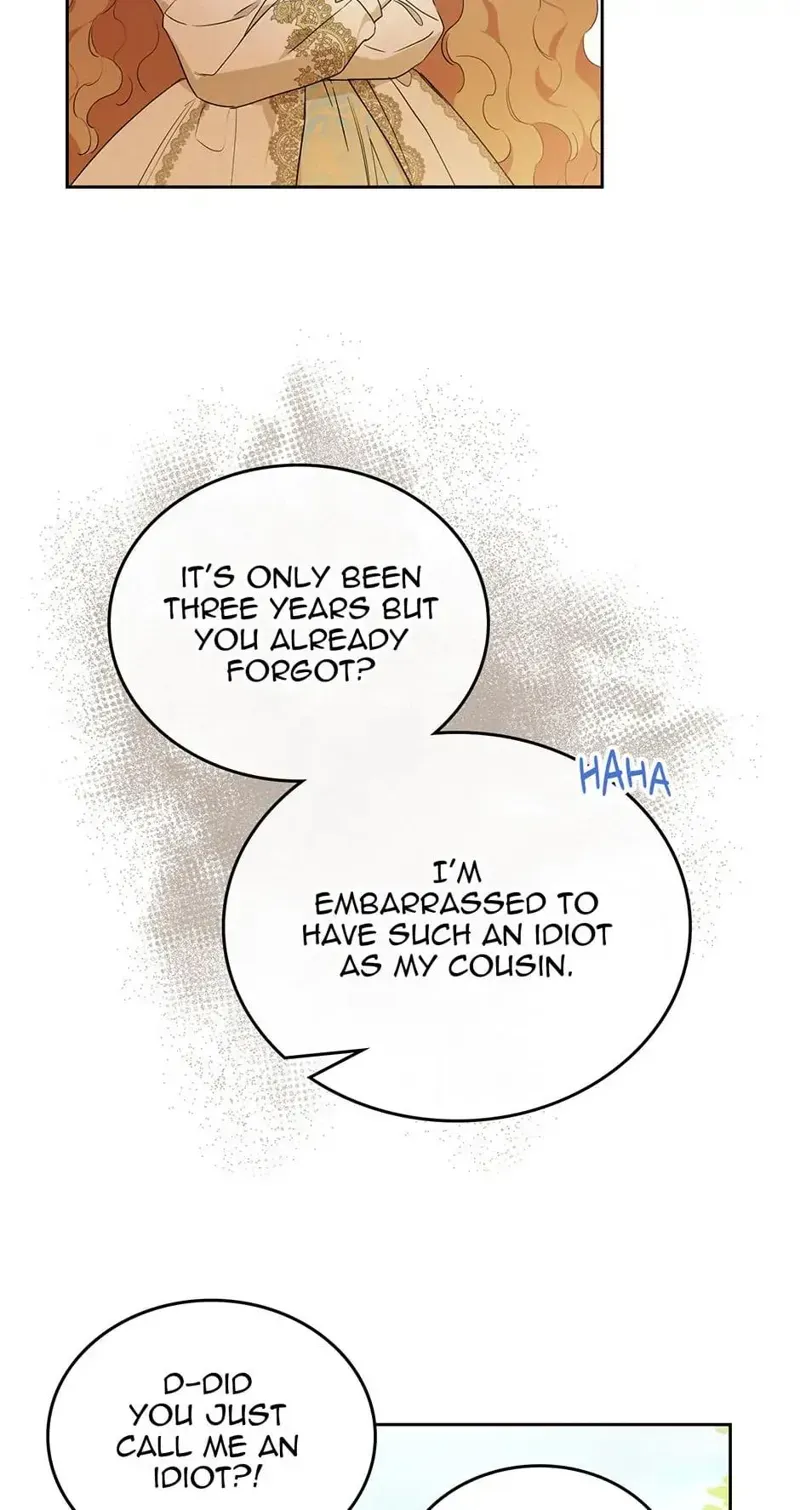 IT'S ONLY BEEN
THREE YEARS BUT
YOU ALREADY
FORGOT?
HAHA
I'M
EMBARRASSED TO
HAVE SUCH AN IDIOT
AS MY COUSIN.
D-DID
YOU JUST
CALL ME AN
IDIOT?!